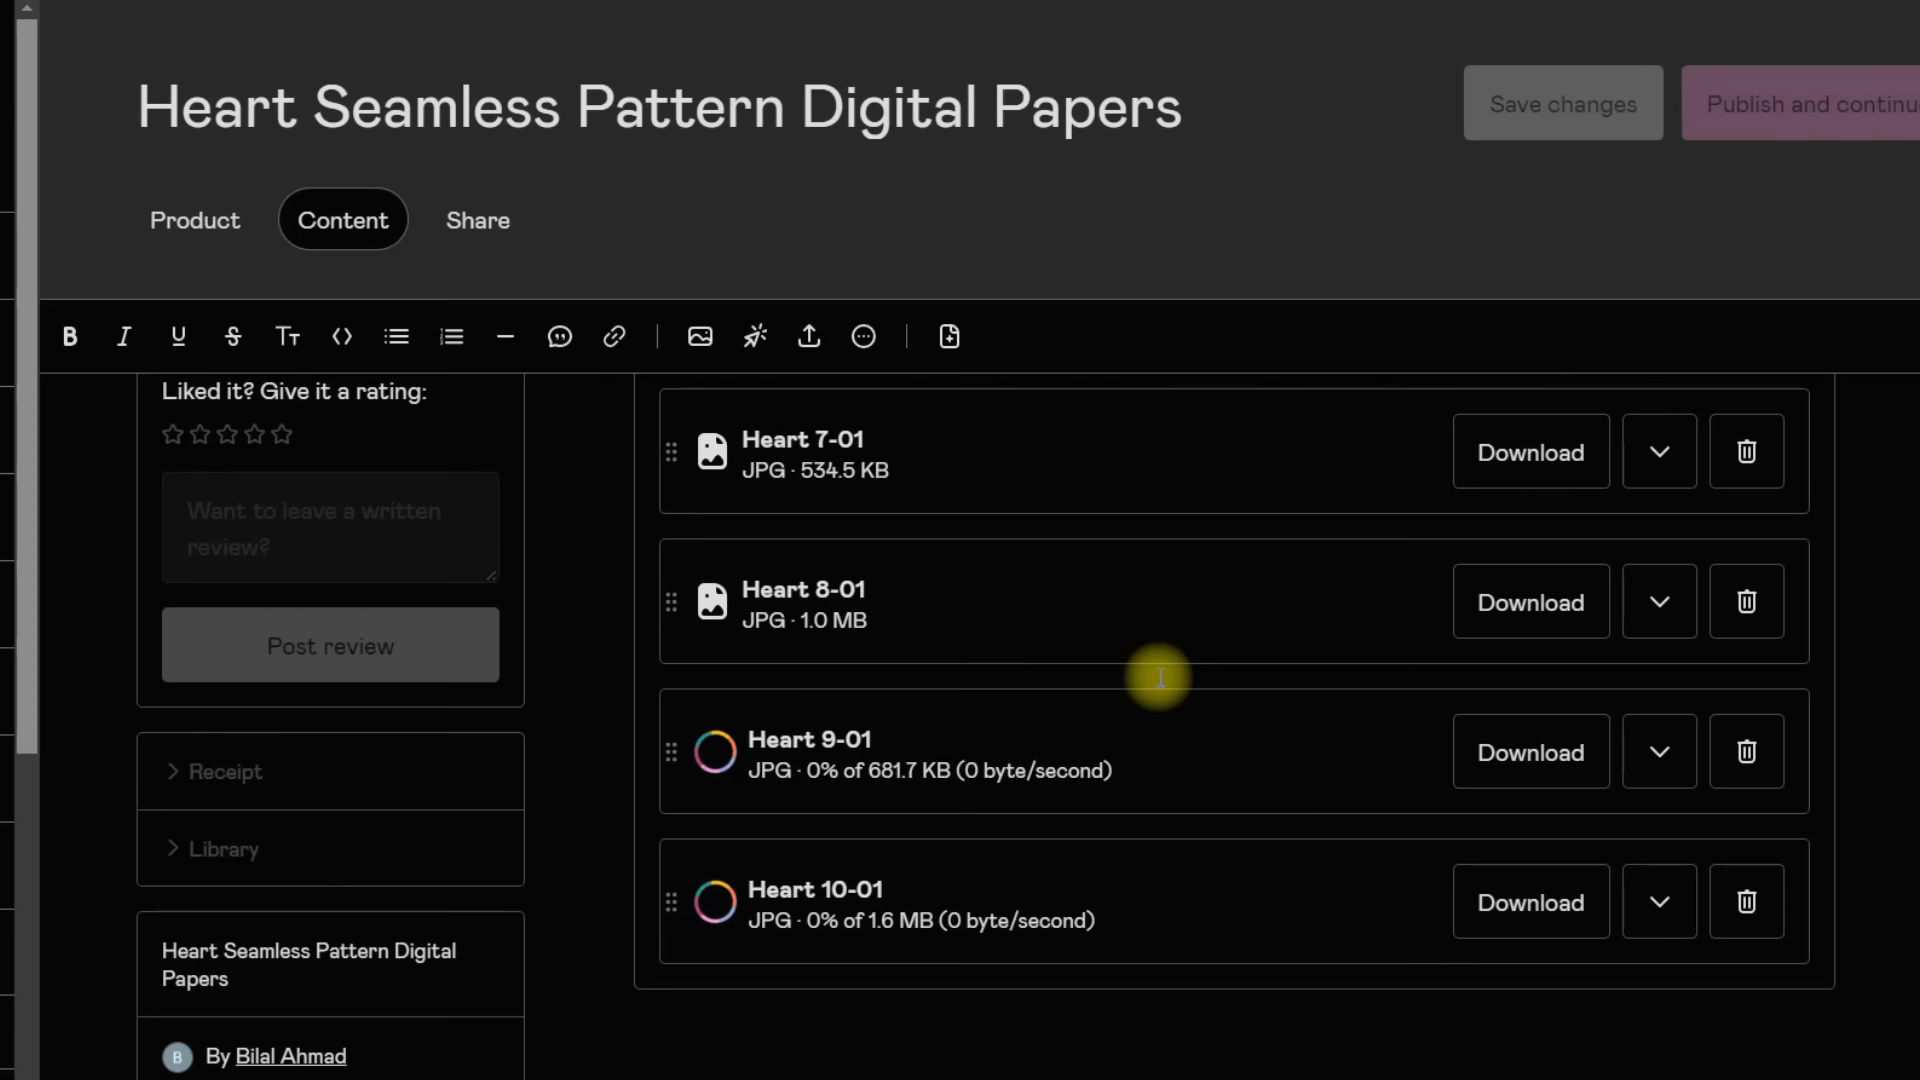 Heart Seamless Pattern Digital Papers
Save changes
Publish and continu
Product
Content
Share
Liked it? Give it a rating:
Want to leave a written
review?
Post review
Receipt
Library
Heart Seamless Pattern Digital
Papers
B
By Bilal Ahmad
Heart 7-01
JPG · 534.5 KB
Download
Heart 8-01
JPG · 1.0 MB
Download
Heart 9-01
JPG · 0% of 681.7 KB (0 byte/second)
Download
Heart 10-01
JPG · 0% of 1.6 MB (0 byte/second)
Download